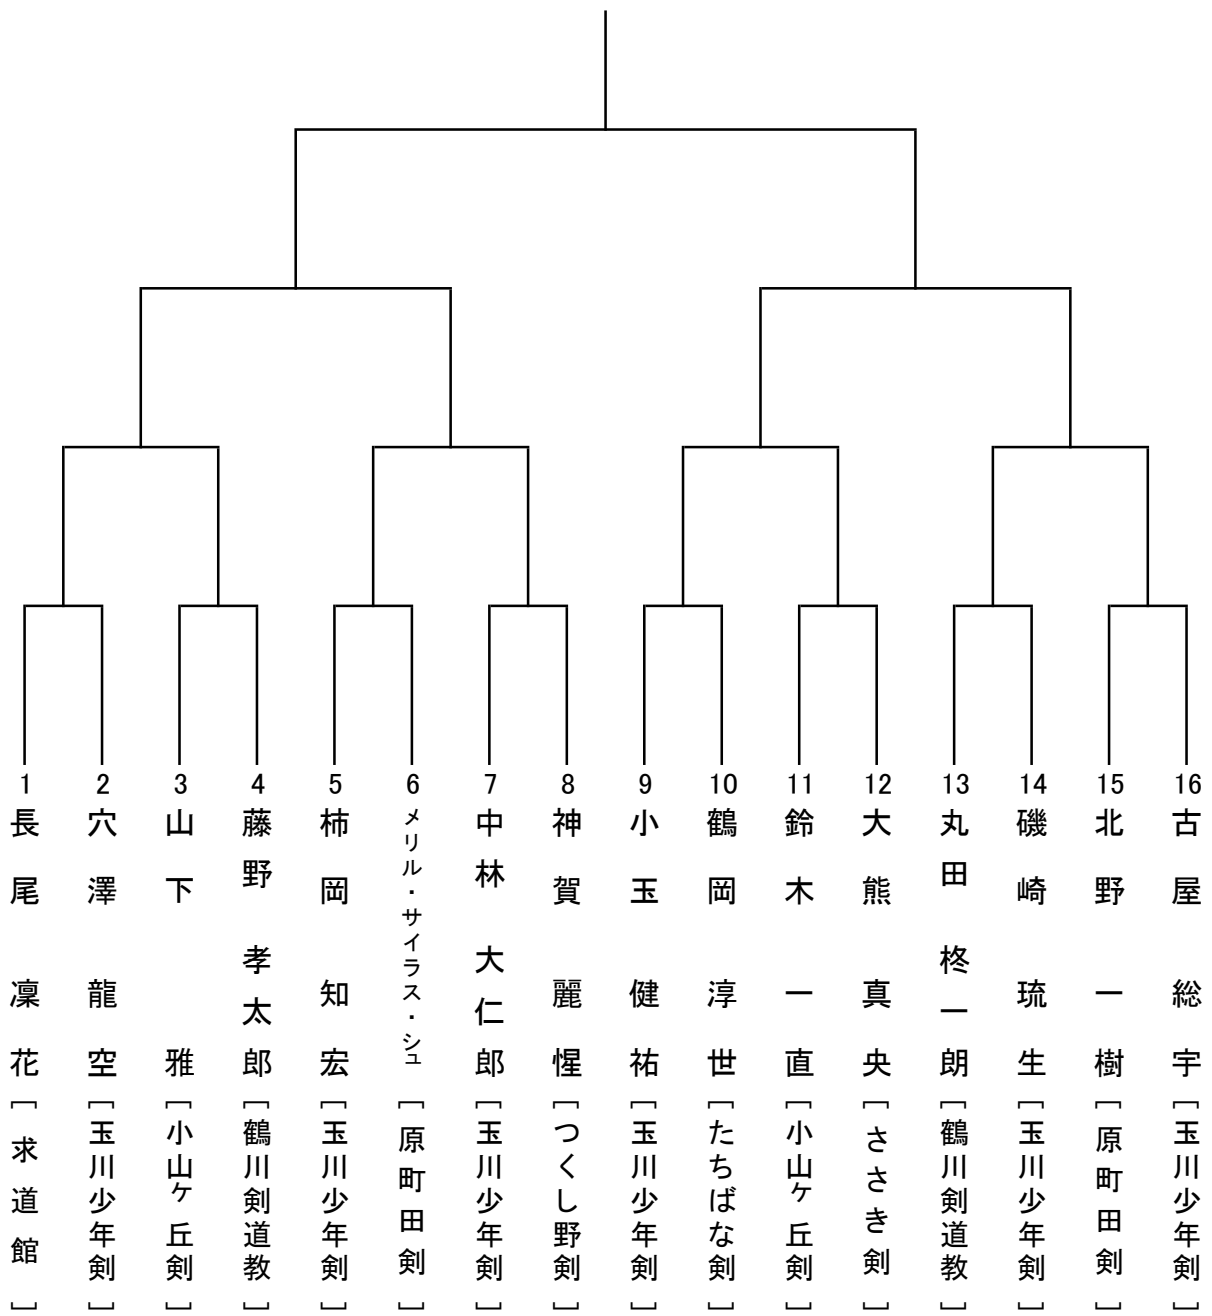 1 長尾 凜花 [求道館]
2 穴澤 龍空 [玉川少年剣]
3 山下 雅 [小山ヶ丘剣]
4 藤野 孝太郎 [鶴川剣道教]
5 柿岡 知宏 [玉川少年剣]
6 メリル・サイラス・シュ [原町田剣]
7 中林 大仁郎 [玉川少年剣]
8 神賀 麗惺 [つくし野剣]
9 小玉 健祐 [玉川少年剣]
10 鶴岡 淳世 [たちばな剣]
11 鈴木 一直 [小山ヶ丘剣]
12 大熊 真央 [ささき剣]
13 丸田 柊一朗 [鶴川剣道教]
14 磯崎 琉生 [玉川少年剣]
15 北野 一樹 [原町田剣]
16 古屋 総宇 [玉川少年剣]